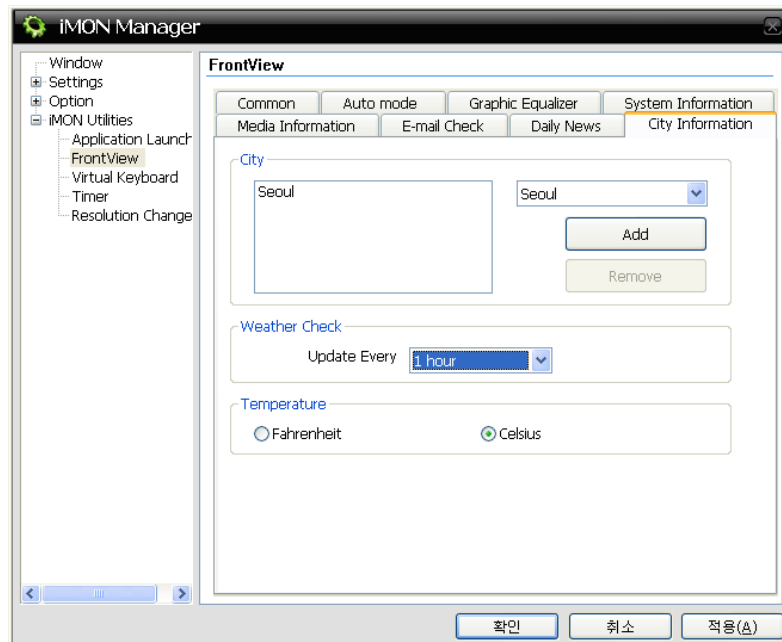 iMON Manager
Window
Settings
Option
iMON Utilities
Application Launch
FrontView
Virtual Keyboard
Timer
Resolution Change
FrontView
Common Auto mode Graphic Equalizer System Information
Media Information E-mail Check Daily News City Information
City
Seoul
Seoul
Add
Remove
Weather Check
Update Every 1 hour
Temperature
Fahrenheit Celsius
확인 취소 적용(A)